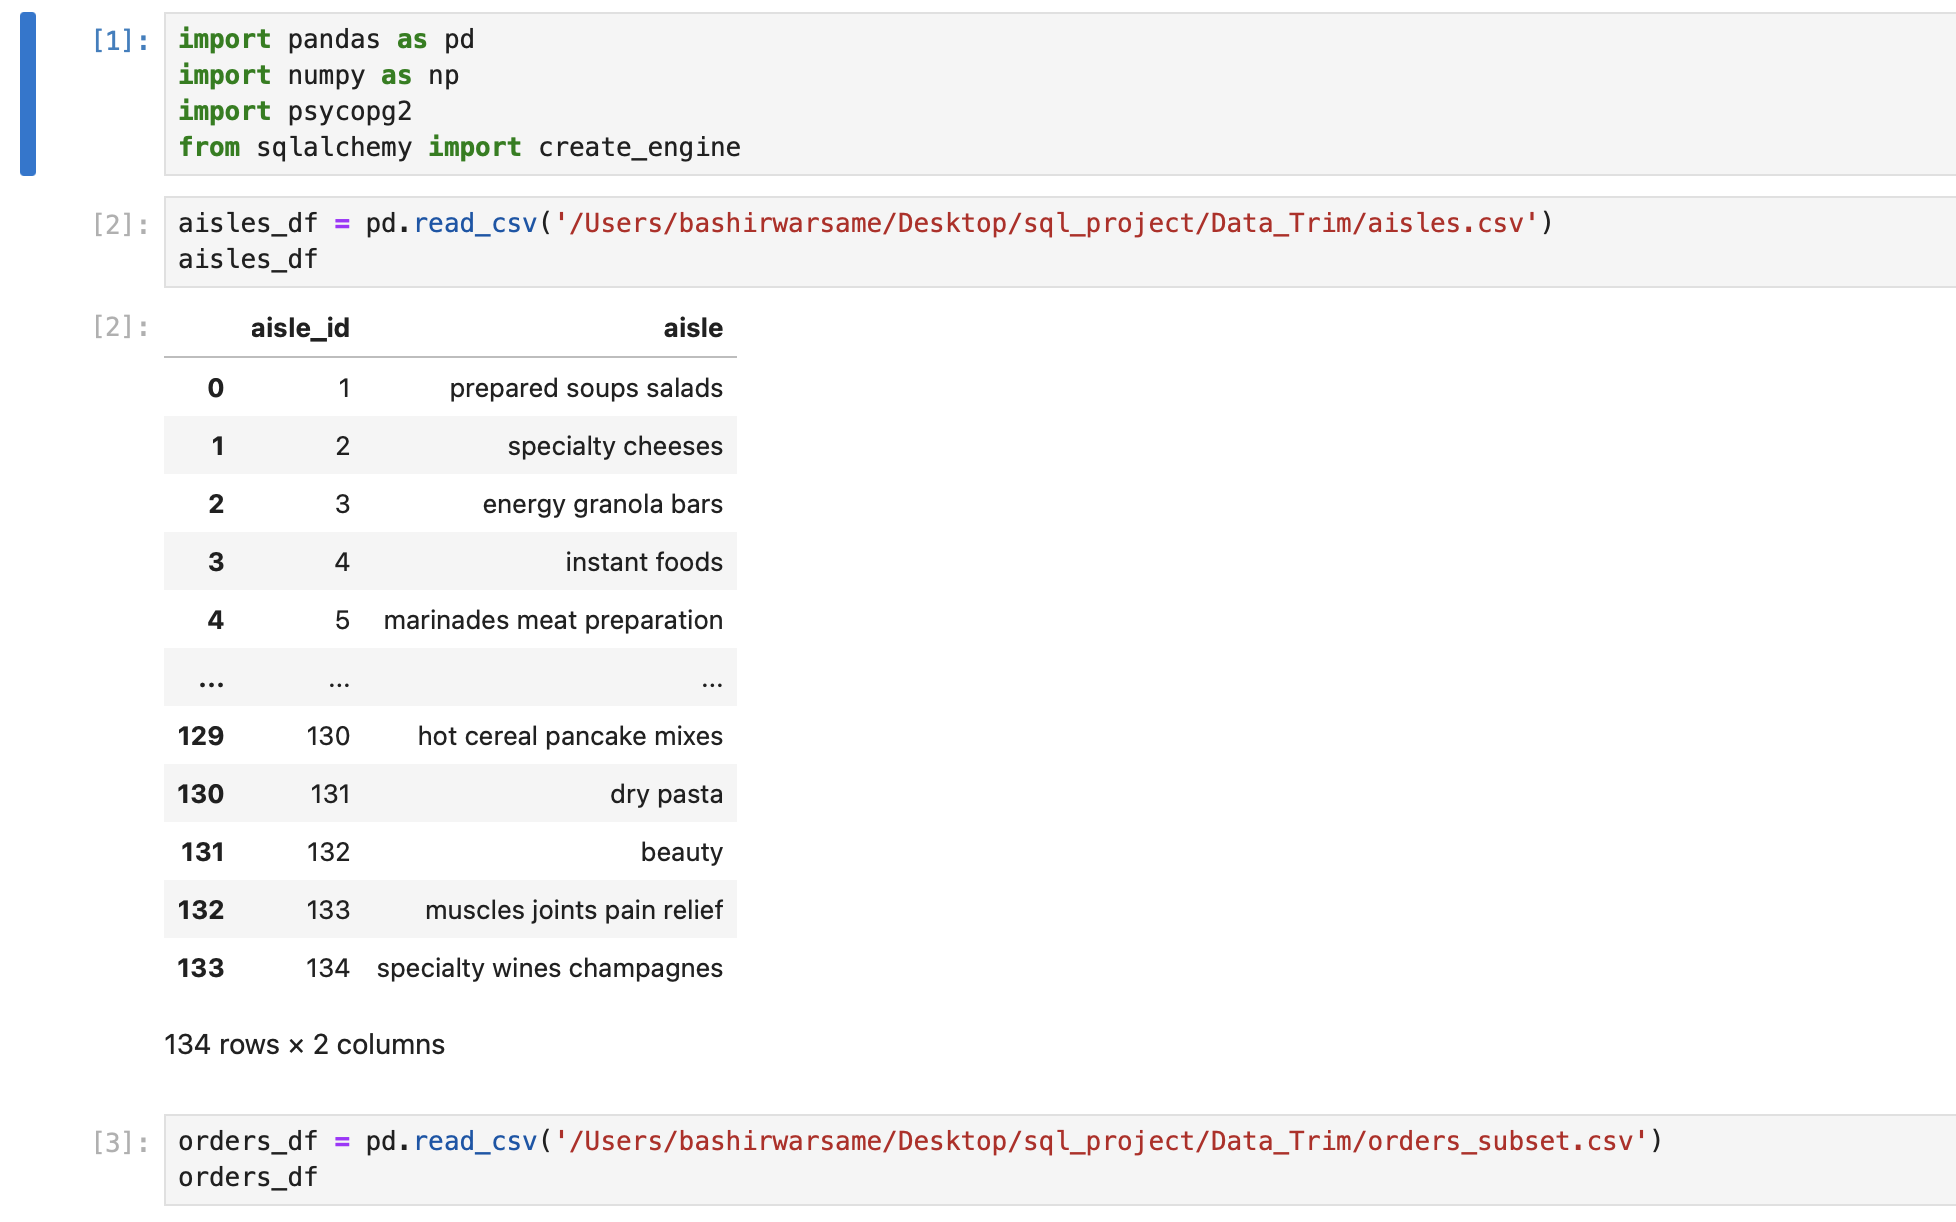 [1]: import pandas as pd
import numpy as np
import psycopg2
from sqlalchemy import create_engine
[2]: aisles_df = pd.read_csv('/Users/bashirwarsame/Desktop/sql_project/Data_Trim/aisles.csv')
aisles_df
[2]: aisle_id aisle
0 1 prepared soups salads
1 2 specialty cheeses
2 3 energy granola bars
3 4 instant foods
4 5 marinades meat preparation
... ... ...
129 130 hot cereal pancake mixes
130 131 dry pasta
131 132 beauty
132 133 muscles joints pain relief
133 134 specialty wines champagnes
134 rows × 2 columns
[3]: orders_df = pd.read_csv('/Users/bashirwarsame/Desktop/sql_project/Data_Trim/orders_subset.csv')
orders_df